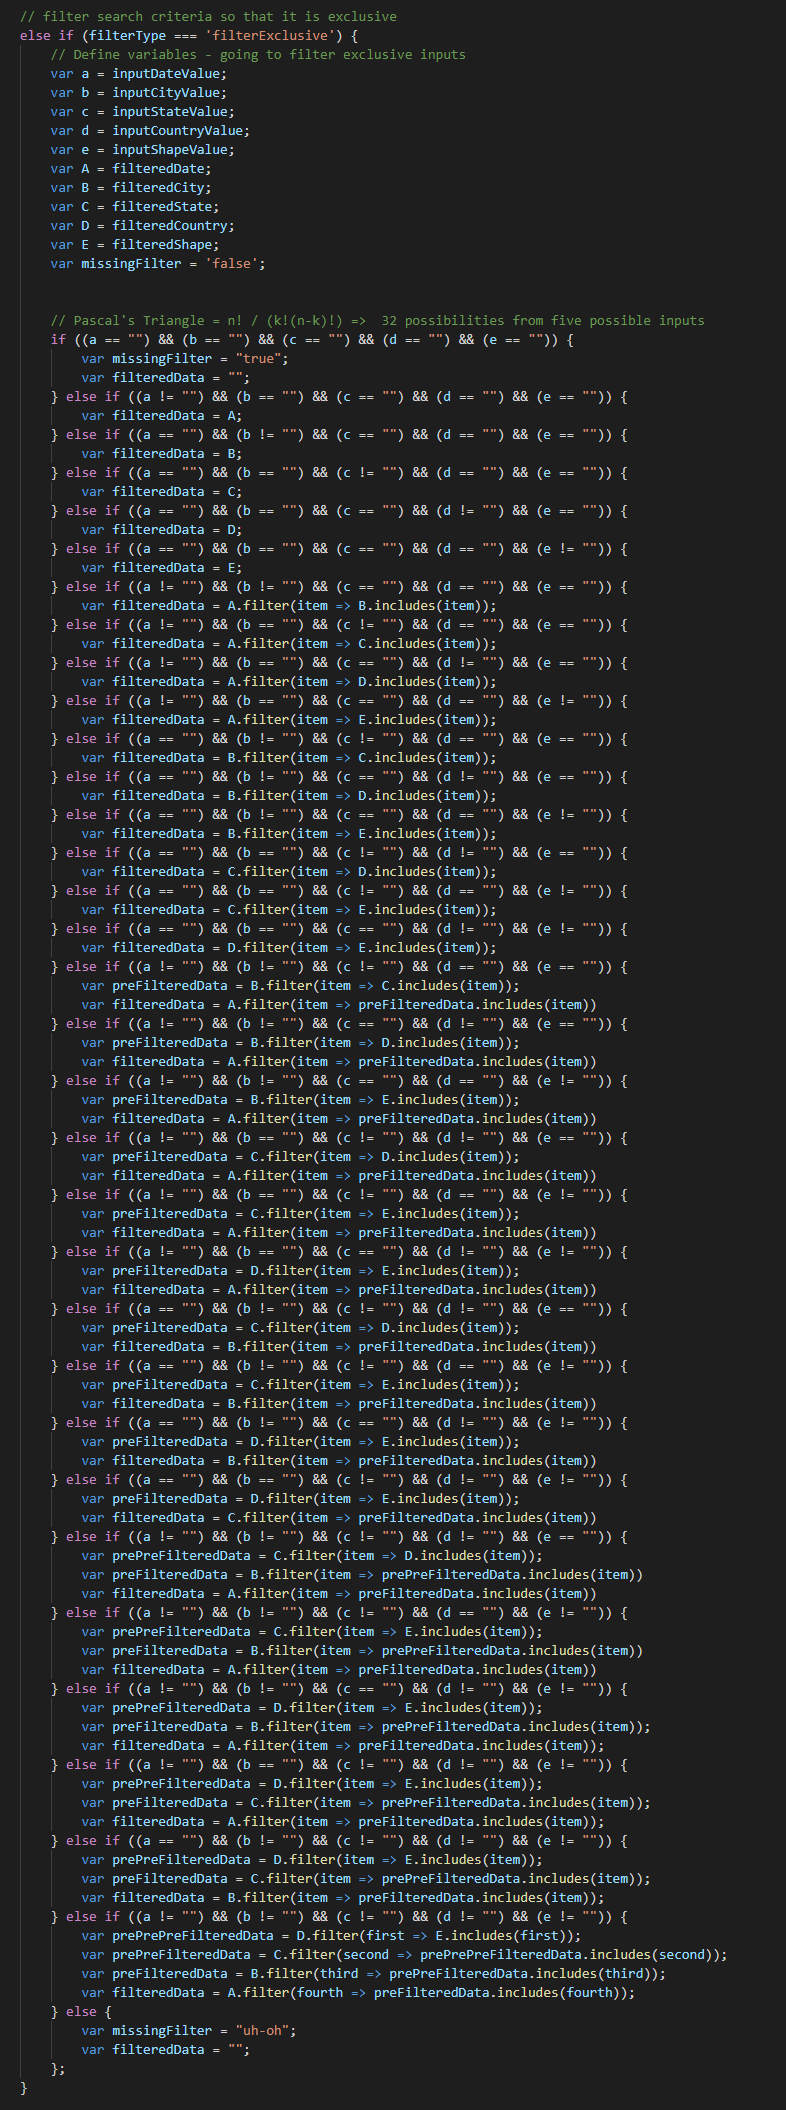 // filter search criteria so that it is exclusive
else if (filterType === 'filterExclusive') {
    // Define variables - going to filter exclusive inputs
    var a = inputDateValue;
    var b = inputCityValue;
    var c = inputStateValue;
    var d = inputCountryValue;
    var e = inputShapeValue;
    var A = filteredDate;
    var B = filteredCity;
    var C = filteredState;
    var D = filteredCountry;
    var E = filteredShape;
    var missingFilter = 'false';


    // Pascal's Triangle = n! / (k!(n-k)!) =>  32 possibilities from five possible inputs
    if ((a == "") && (b == "") && (c == "") && (d == "") && (e == "")) {
        var missingFilter = "true";
        var filteredData = "";
    } else if ((a != "") && (b == "") && (c == "") && (d == "") && (e == "")) {
        var filteredData = A;
    } else if ((a == "") && (b != "") && (c == "") && (d == "") && (e == "")) {
        var filteredData = B;
    } else if ((a == "") && (b == "") && (c != "") && (d == "") && (e == "")) {
        var filteredData = C;
    } else if ((a == "") && (b == "") && (c == "") && (d != "") && (e == "")) {
        var filteredData = D;
    } else if ((a == "") && (b == "") && (c == "") && (d == "") && (e != "")) {
        var filteredData = E;
    } else if ((a != "") && (b != "") && (c == "") && (d == "") && (e == "")) {
        var filteredData = A.filter(item => B.includes(item));
    } else if ((a != "") && (b == "") && (c != "") && (d == "") && (e == "")) {
        var filteredData = A.filter(item => C.includes(item));
    } else if ((a != "") && (b == "") && (c == "") && (d != "") && (e == "")) {
        var filteredData = A.filter(item => D.includes(item));
    } else if ((a != "") && (b == "") && (c == "") && (d == "") && (e != "")) {
        var filteredData = A.filter(item => E.includes(item));
    } else if ((a == "") && (b != "") && (c != "") && (d == "") && (e == "")) {
        var filteredData = B.filter(item => C.includes(item));
    } else if ((a == "") && (b != "") && (c == "") && (d != "") && (e == "")) {
        var filteredData = B.filter(item => D.includes(item));
    } else if ((a == "") && (b != "") && (c == "") && (d == "") && (e != "")) {
        var filteredData = B.filter(item => E.includes(item));
    } else if ((a == "") && (b == "") && (c != "") && (d != "") && (e == "")) {
        var filteredData = C.filter(item => D.includes(item));
    } else if ((a == "") && (b == "") && (c != "") && (d == "") && (e != "")) {
        var filteredData = C.filter(item => E.includes(item));
    } else if ((a == "") && (b == "") && (c == "") && (d != "") && (e != "")) {
        var filteredData = D.filter(item => E.includes(item));
    } else if ((a != "") && (b != "") && (c != "") && (d == "") && (e == "")) {
        var preFilteredData = B.filter(item => C.includes(item));
        var filteredData = A.filter(item => preFilteredData.includes(item))
    } else if ((a != "") && (b != "") && (c == "") && (d != "") && (e == "")) {
        var preFilteredData = B.filter(item => D.includes(item));
        var filteredData = A.filter(item => preFilteredData.includes(item))
    } else if ((a != "") && (b != "") && (c == "") && (d == "") && (e != "")) {
        var preFilteredData = B.filter(item => E.includes(item));
        var filteredData = A.filter(item => preFilteredData.includes(item))
    } else if ((a != "") && (b == "") && (c != "") && (d != "") && (e == "")) {
        var preFilteredData = C.filter(item => D.includes(item));
        var filteredData = A.filter(item => preFilteredData.includes(item))
    } else if ((a != "") && (b == "") && (c != "") && (d == "") && (e != "")) {
        var preFilteredData = C.filter(item => E.includes(item));
        var filteredData = A.filter(item => preFilteredData.includes(item))
    } else if ((a != "") && (b == "") && (c == "") && (d != "") && (e != "")) {
        var preFilteredData = D.filter(item => E.includes(item));
        var filteredData = A.filter(item => preFilteredData.includes(item))
    } else if ((a == "") && (b != "") && (c != "") && (d != "") && (e == "")) {
        var preFilteredData = C.filter(item => D.includes(item));
        var filteredData = B.filter(item => preFilteredData.includes(item))
    } else if ((a == "") && (b != "") && (c != "") && (d == "") && (e != "")) {
        var preFilteredData = C.filter(item => E.includes(item));
        var filteredData = B.filter(item => preFilteredData.includes(item))
    } else if ((a == "") && (b != "") && (c == "") && (d != "") && (e != "")) {
        var preFilteredData = D.filter(item => E.includes(item));
        var filteredData = B.filter(item => preFilteredData.includes(item))
    } else if ((a == "") && (b == "") && (c != "") && (d != "") && (e != "")) {
        var preFilteredData = D.filter(item => E.includes(item));
        var filteredData = C.filter(item => preFilteredData.includes(item))
    } else if ((a != "") && (b != "") && (c != "") && (d != "") && (e == "")) {
        var prePreFilteredData = C.filter(item => D.includes(item));
        var preFilteredData = B.filter(item => prePreFilteredData.includes(item))
        var filteredData = A.filter(item => preFilteredData.includes(item))
    } else if ((a != "") && (b != "") && (c != "") && (d == "") && (e != "")) {
        var prePreFilteredData = C.filter(item => E.includes(item));
        var preFilteredData = B.filter(item => prePreFilteredData.includes(item))
        var filteredData = A.filter(item => preFilteredData.includes(item))
    } else if ((a != "") && (b != "") && (c == "") && (d != "") && (e != "")) {
        var prePreFilteredData = D.filter(item => E.includes(item));
        var preFilteredData = B.filter(item => prePreFilteredData.includes(item));
        var filteredData = A.filter(item => preFilteredData.includes(item));
    } else if ((a != "") && (b == "") && (c != "") && (d != "") && (e != "")) {
        var prePreFilteredData = D.filter(item => E.includes(item));
        var preFilteredData = C.filter(item => prePreFilteredData.includes(item));
        var filteredData = A.filter(item => preFilteredData.includes(item));
    } else if ((a == "") && (b != "") && (c != "") && (d != "") && (e != "")) {
        var prePreFilteredData = D.filter(item => E.includes(item));
        var preFilteredData = C.filter(item => prePreFilteredData.includes(item));
        var filteredData = B.filter(item => preFilteredData.includes(item));
    } else if ((a != "") && (b != "") && (c != "") && (d != "") && (e != "")) {
        var prePrePreFilteredData = D.filter(first => E.includes(first));
        var prePreFilteredData = C.filter(second => prePrePreFilteredData.includes(second));
        var preFilteredData = B.filter(third => prePreFilteredData.includes(third));
        var filteredData = A.filter(fourth => preFilteredData.includes(fourth));
    } else {
        var missingFilter = "uh-oh";
        var filteredData = "";
    };
}